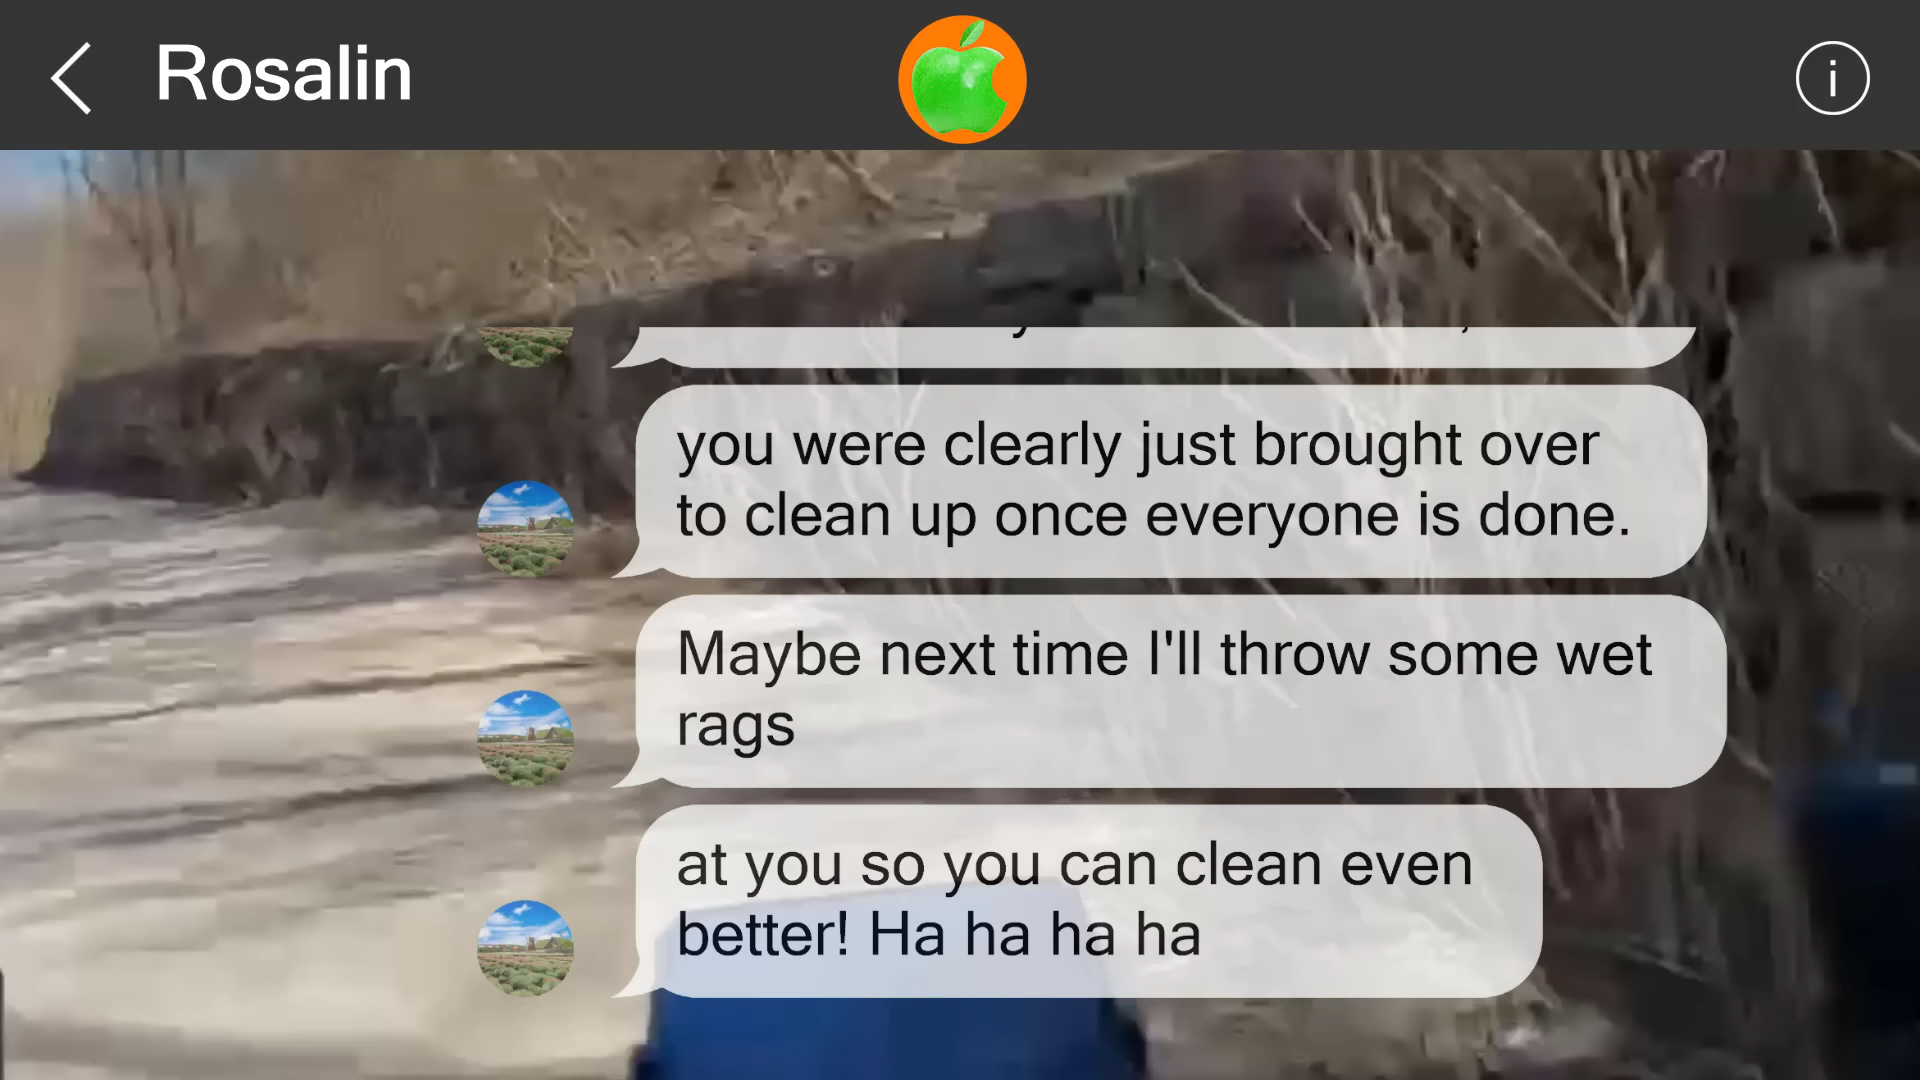 Rosalin
you were clearly just brought over
to clean up once everyone is done.
Maybe next time I'll throw some wet
rags
at you so you can clean even
better! Ha ha ha ha